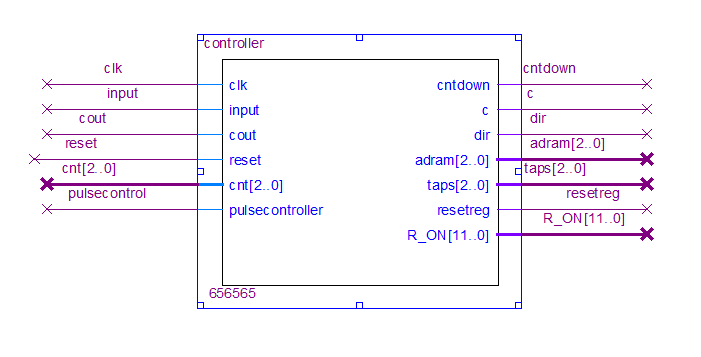 controller
clk
cntdown
clk
cntdown
input
c
input
c
cout
dir
cout
dir
reset
adram[2..0]
reset
adram[2..0]
cnt[2..0]
taps[2..0]
cnt[2..0]
taps[2..0]
pulsecontrol
resetreg
pulsecontroller
resetreg
R_ON[11..0]
R_ON[11..0]
656565